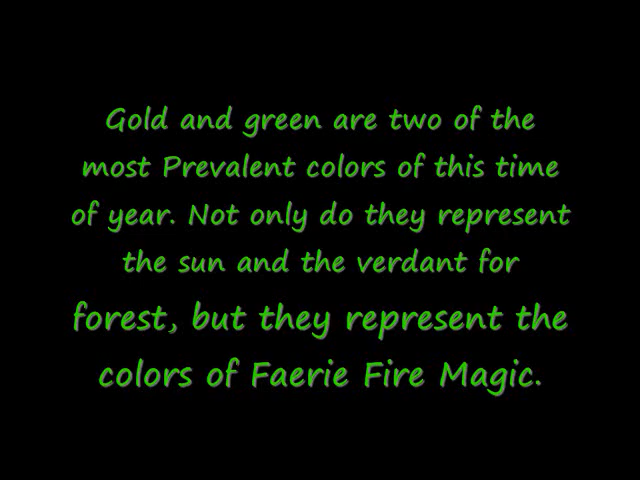 Gold and green are two of the
most Prevalent colors of this time
of year. Not only do they represent
the sun and the verdant for
forest, but they represent the
colors of Faerie Fire Magic.